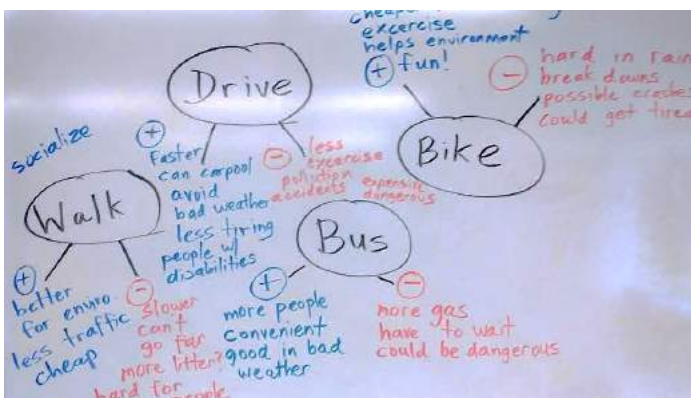 Drive
+
Faster
can carpool
avoid
bad weather
less tiring
people w/
disabilities
-
less
excercise
pollution
accidents expensive
dangerous
excercise
helps environment
+ fun!
Bike
-
hard in rain
break downs
possible crashes
could get tired
socialize
Walk
+
better
for enviro.
less traffic
cheap
-
slower
can't
go far
more litter?
hard for
Bus
+
more people
convenient
good in bad
weather
-
more gas
have to wait
could be dangerous